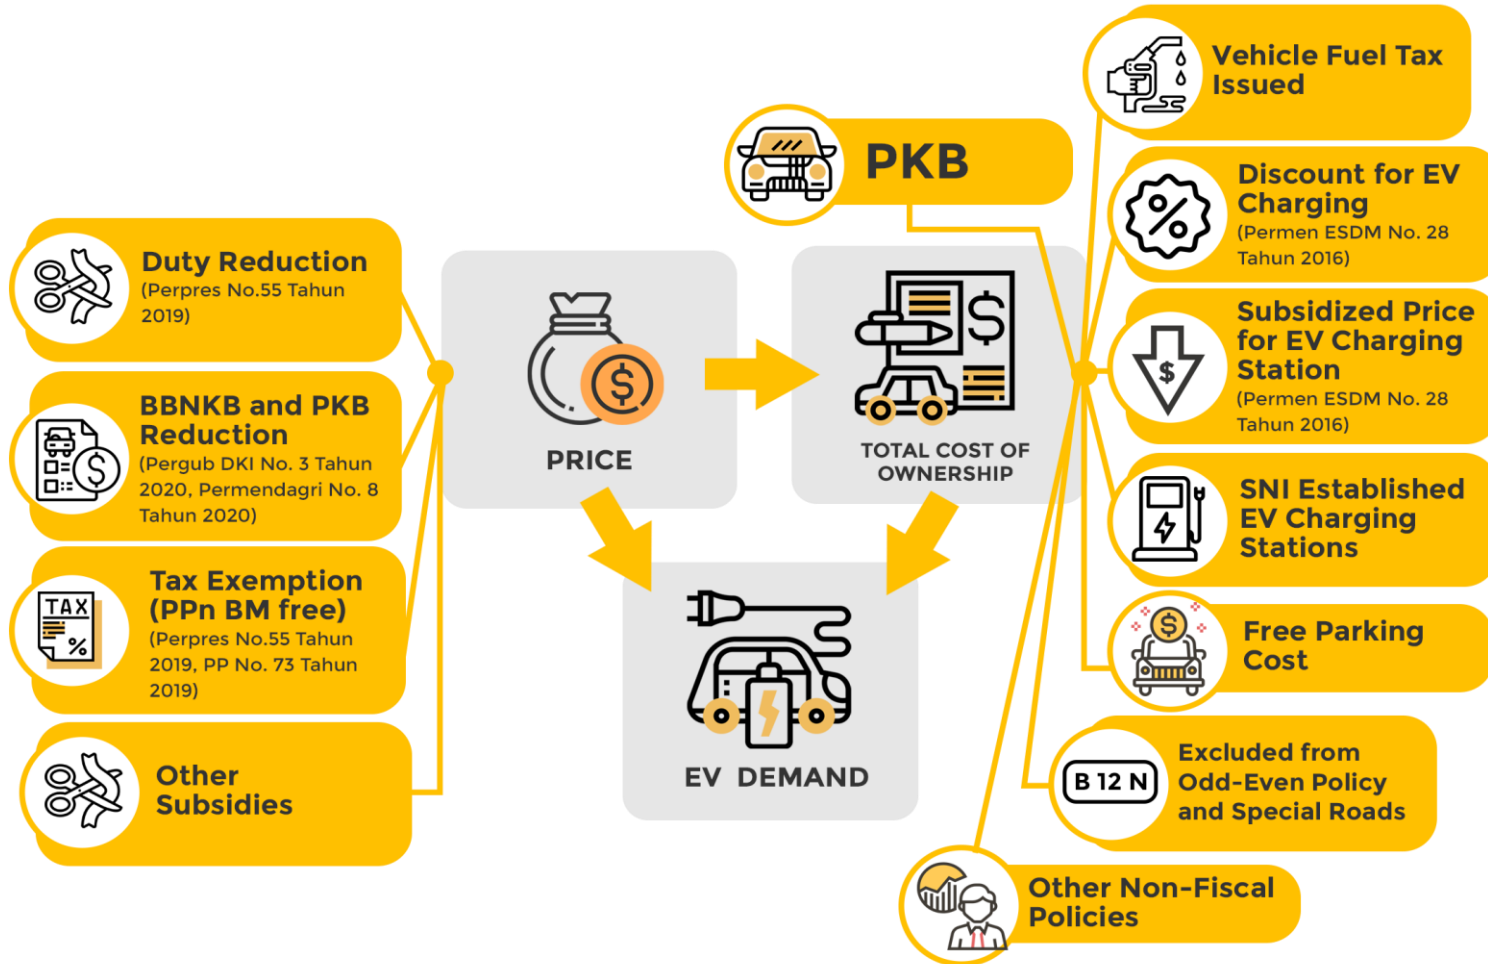 Duty Reduction
(Perpres No.55 Tahun
2019)
BBNKB and PKB
Reduction
(Pergub DKI No. 3 Tahun
2020, Permendagri No. 8
Tahun 2020)
TAX
%
Tax Exemption
(PPn BM free)
(Perpres No.55 Tahun
2019, PP No. 73 Tahun
2019)
Other
Subsidies
$
PRICE
$
TOTAL COST OF
OWNERSHIP
EV DEMAND
PKB
Vehicle Fuel Tax
Issued
%
Discount for EV
Charging
(Permen ESDM No. 28
Tahun 2016)
$
Subsidized Price
for EV Charging
Station
(Permen ESDM No. 28
Tahun 2016)
SNI Established
EV Charging
Stations
$
Free Parking
Cost
B 12 N
Excluded from
Odd-Even Policy
and Special Roads
Other Non-Fiscal
Policies